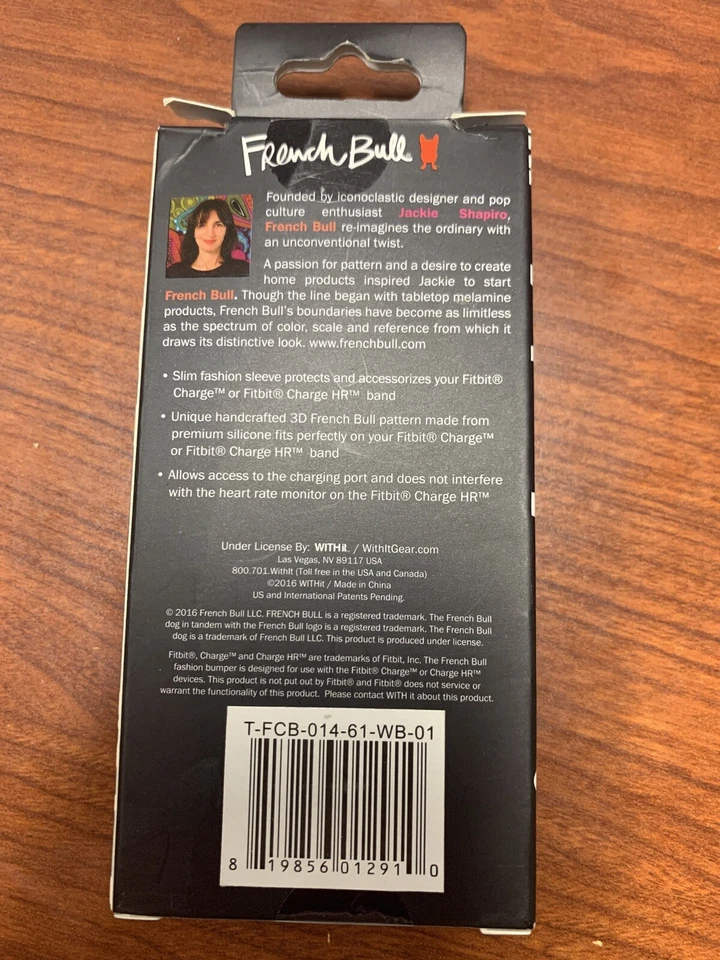 French Bull
Founded by iconoclastic designer and pop
culture enthusiast Jackie Shapiro,
French Bull re-imagines the ordinary with
an unconventional twist.
A passion for pattern and a desire to create
home products inspired Jackie to start
French Bull. Though the line began with tabletop melamine
products, French Bull's boundaries have become as limitless
as the spectrum of color, scale and reference from which it
draws its distinctive look. www.frenchbull.com
• Slim fashion sleeve protects and accessorizes your Fitbit®
Charge™ or Fitbit® Charge HR™ band
• Unique handcrafted 3D French Bull pattern made from
premium silicone fits perfectly on your Fitbit® Charge™
or Fitbit® Charge HR™ band
• Allows access to the charging port and does not interfere
with the heart rate monitor on the Fitbit® Charge HR™
Under License By: WITHit. / WithItGear.com
Las Vegas, NV 89117 USA
800.701.WithIt (Toll free in the USA and Canada)
©2016 WITHit / Made in China
US and International Patents Pending.
© 2016 French Bull LLC. FRENCH BULL is a registered trademark. The French Bull
dog in tandem with the French Bull logo is a registered trademark. The French Bull
dog is a trademark of French Bull LLC. This product is produced under license.
Fitbit®, Charge™ and Charge HR™ are trademarks of Fitbit, Inc. The French Bull
fashion bumper is designed for use with the Fitbit® Charge™ or Charge HR™
devices. This product is not put out by Fitbit® and Fitbit® does not service or
warrant the functionality of this product. Please contact WITH it about this product.
T-FCB-014-61-WB-01
8 19856 01291 0